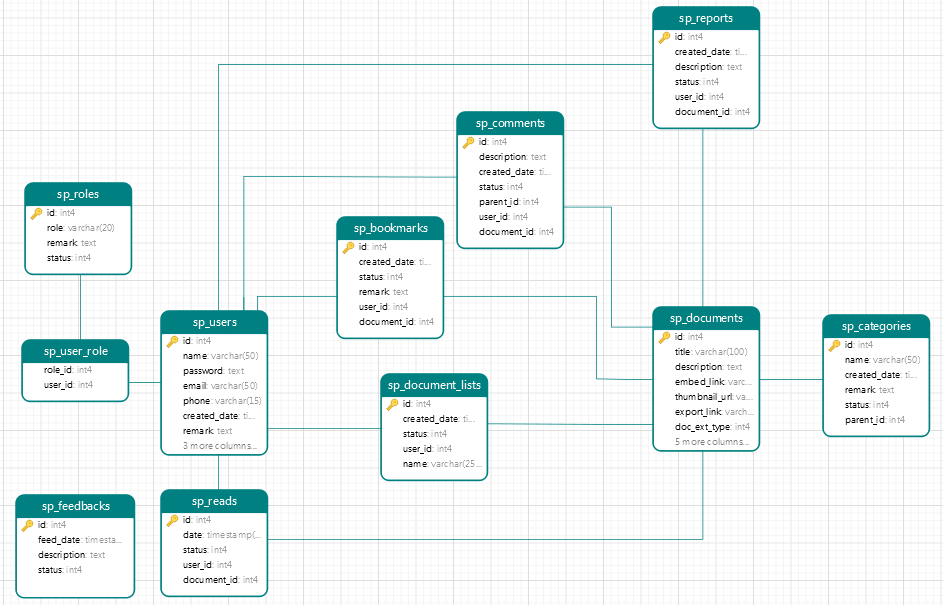 sp_reports
id: int4
created_date: ti...
description: text
status: int4
user_id: int4
document_id: int4
sp_comments
id: int4
description: text
created_date: ti...
status: int4
parent_id: int4
user_id: int4
document_id: int4
sp_roles
id: int4
role: varchar(20)
remark: text
status: int4
sp_bookmarks
id: int4
created_date: ti...
status: int4
remark: text
user_id: int4
document_id: int4
sp_users
id: int4
name: varchar(50)
password: text
email: varchar(50)
phone: varchar(15)
created_date: ti...
remark: text
3 more columns...
sp_documents
id: int4
title: varchar(100)
description: text
embed_link: varc...
thumbnail_url: va...
export_link: varch...
doc_ext_type: int4
5 more columns...
sp_categories
id: int4
name: varchar(50)
created_date: ti...
remark: text
status: int4
parent_id: int4
sp_user_role
role_id: int4
user_id: int4
sp_document_lists
id: int4
created_date: ti...
status: int4
user_id: int4
name: varchar(25...
sp_feedbacks
id: int4
feed_date: timesta...
description: text
status: int4
sp_reads
id: int4
date: timestamp(...
status: int4
user_id: int4
document_id: int4